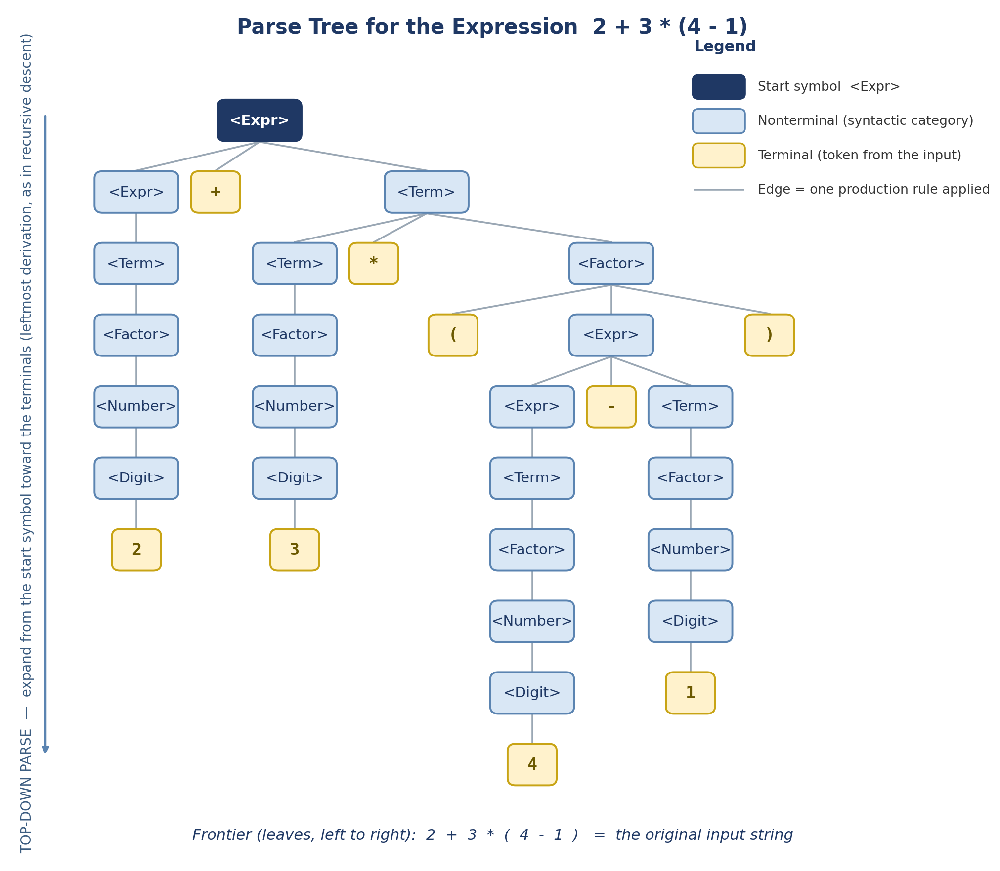 Parse Tree for the Expression  2 + 3 * (4 - 1)
Legend
Start symbol  <Expr>
Nonterminal (syntactic category)
Terminal (token from the input)
Edge = one production rule applied
TOP-DOWN PARSE  —  expand from the start symbol toward the terminals (leftmost derivation, as in recursive descent)
<Expr>
<Expr> + <Term>
<Term> <Term> * <Factor>
<Factor> <Factor> ( <Expr> )
<Number> <Number> <Expr> - <Term>
<Digit> <Digit> <Term> <Factor>
2 3 <Factor> <Number>
<Number> <Digit>
<Digit> 1
4
Frontier (leaves, left to right):  2  +  3  *  (  4  -  1  )   =  the original input string